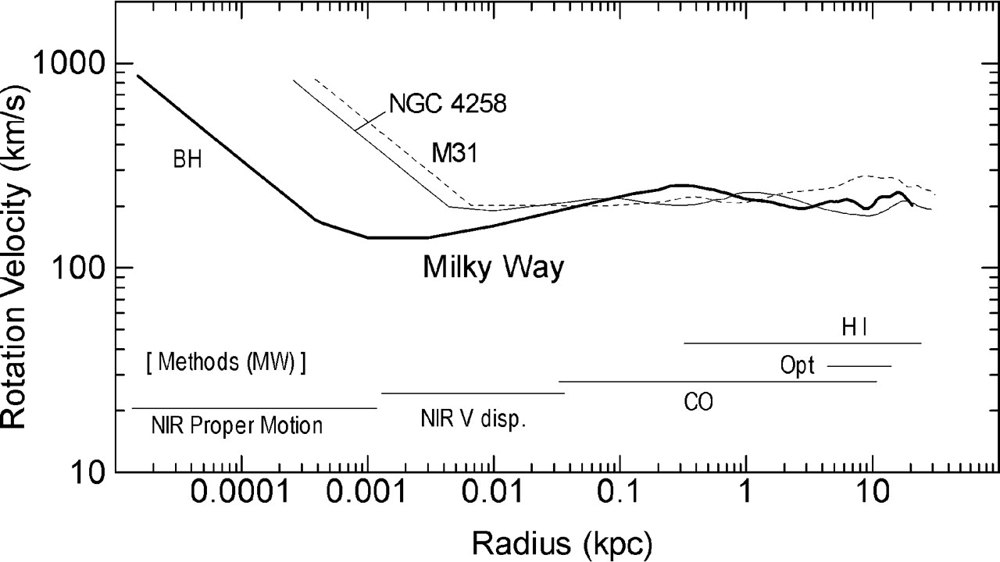 Rotation Velocity (km/s)
1000
100
10
NGC 4258
M31
BH
Milky Way
H I
[ Methods (MW) ]
Opt
CO
NIR V disp.
NIR Proper Motion
0.0001 0.001 0.01 0.1 1 10
Radius (kpc)